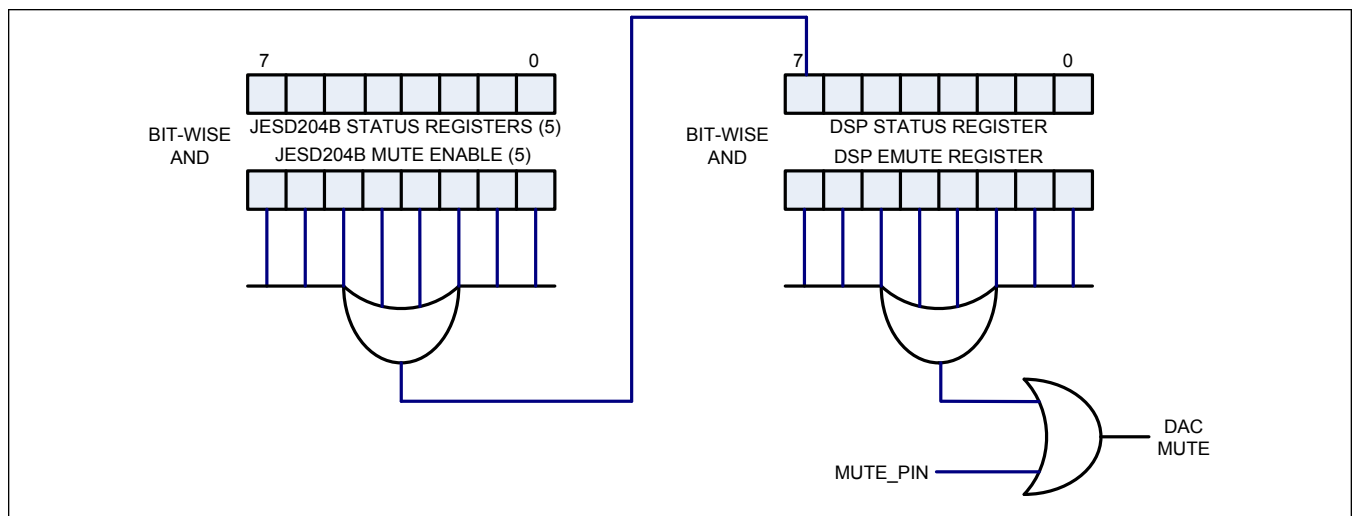 7 0
BIT-WISE
AND
JESD204B STATUS REGISTERS (5)
JESD204B MUTE ENABLE (5)
7 0
BIT-WISE
AND
DSP STATUS REGISTER
DSP EMUTE REGISTER
MUTE_PIN
DAC
MUTE